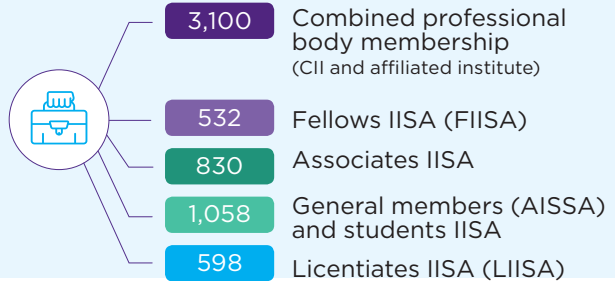 3,100
Combined professional
body membership
(CII and affiliated institute)
532
Fellows IISA (FIISA)
830
Associates IISA
1,058
General members (AISSA)
and students IISA
598
Licentiates IISA (LIISA)